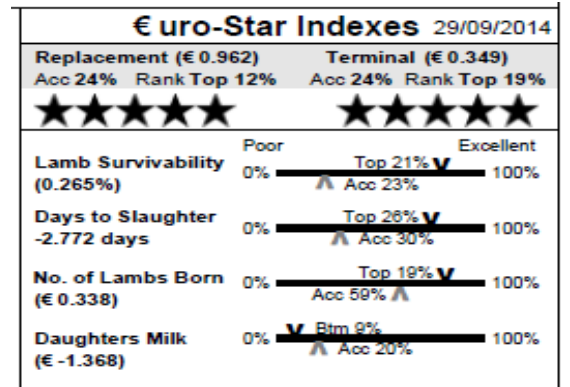 € uro-Star Indexes 29/09/2014
Replacement (€ 0.962) Terminal (€ 0.349)
Acc 24% Rank Top 12% Acc 24% Rank Top 19%
★★★★★ ★★★★★
Poor Excellent
Lamb Survivability
(0.265%)
0% Top 21% V 100%
Λ Acc 23%
Days to Slaughter
-2.772 days
0% Top 26% V 100%
Λ Acc 30%
No. of Lambs Born
(€ 0.338)
0% Top 19% V 100%
Acc 59% Λ
Daughters Milk
(€ -1.368)
0% V Btm 9% 100%
Λ Acc 20%